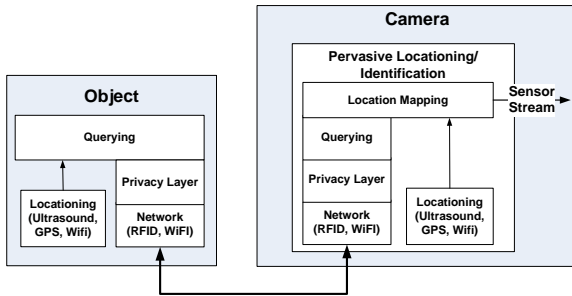 Camera
Pervasive Locationing/
Identification
Location Mapping
Sensor
Stream
Querying
Privacy Layer
Network
(RFID, WiFI)
Locationing
(Ultrasound,
GPS, Wifi)
Object
Querying
Privacy Layer
Locationing
(Ultrasound,
GPS, Wifi)
Network
(RFID, WiFI)